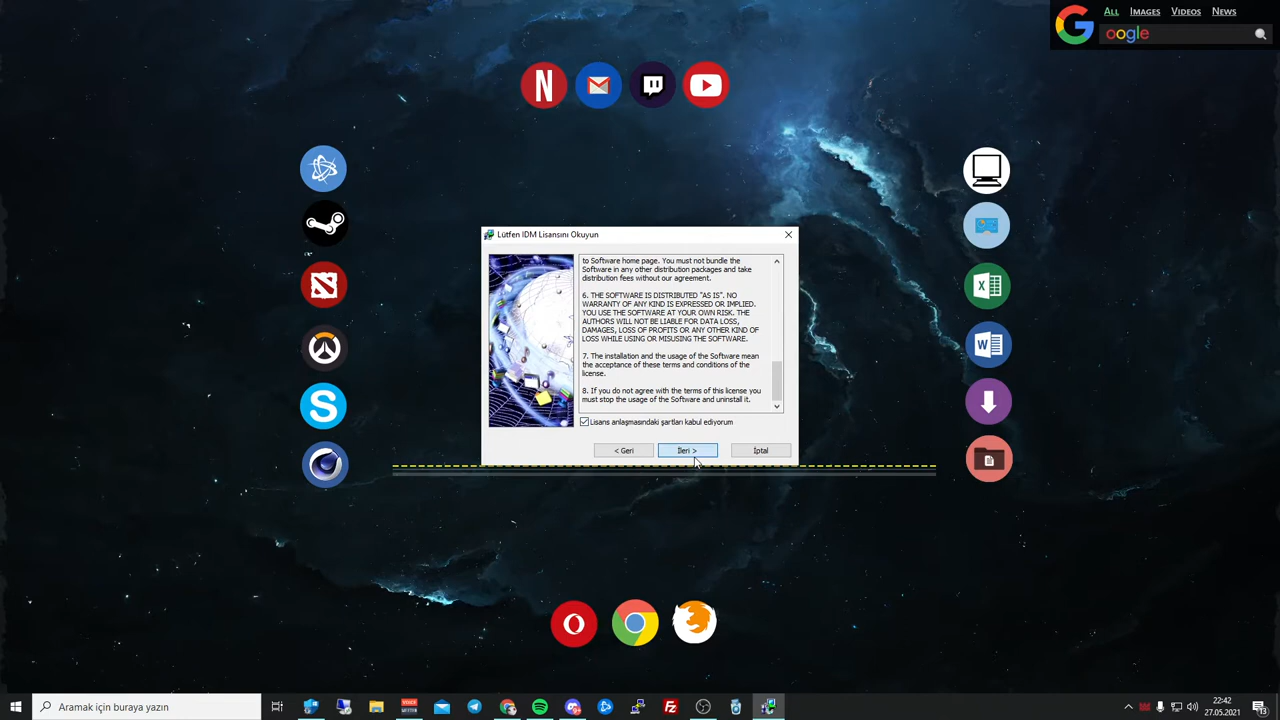 ALL IMAGES VIDEOS NEWS
oogle
N
Lütfen IDM Lisansını Okuyun
to Software home page. You must not bundle the
Software in any other distribution packages and take
distribution fees without our agreement.
6. THE SOFTWARE IS DISTRIBUTED "AS IS". NO
WARRANTY OF ANY KIND IS EXPRESSED OR IMPLIED.
YOU USE THE SOFTWARE AT YOUR OWN RISK. THE
AUTHORS WILL NOT BE LIABLE FOR DATA LOSS,
DAMAGES, LOSS OF PROFITS OR ANY OTHER KIND OF
LOSS WHILE USING OR MISUSING THE SOFTWARE.
7. The installation and the usage of the Software mean
the acceptance of these terms and conditions of the
license.
8. If you do not agree with the terms of this license you
must stop the usage of the Software and uninstall it.
Lisans anlaşmasındaki şartları kabul ediyorum
< Geri İleri > İptal
Aramak için buraya yazın
22:42
27.05.2021